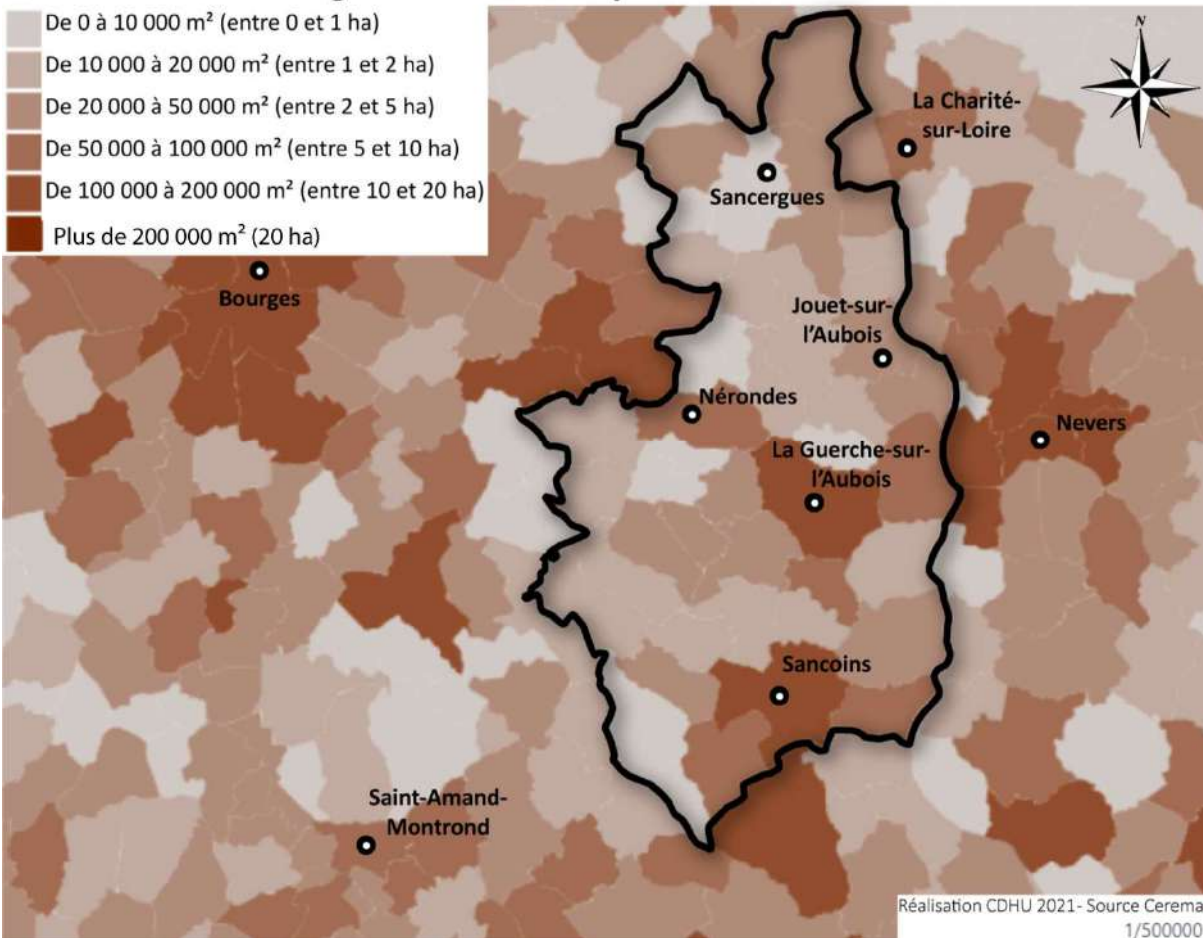 De 0 à 10 000 m² (entre 0 et 1 ha)
De 10 000 à 20 000 m² (entre 1 et 2 ha)
De 20 000 à 50 000 m² (entre 2 et 5 ha)
De 50 000 à 100 000 m² (entre 5 et 10 ha)
De 100 000 à 200 000 m² (entre 10 et 20 ha)
Plus de 200 000 m² (20 ha)
N
La Charité-
sur-Loire
Sancergues
Bourges
Jouet-sur-
l'Aubois
Nérondes
Nevers
La Guerche-sur-
l'Aubois
Sancoins
Saint-Amand-
Montrond
Réalisation CDHU 2021- Source Cerema
1/500000